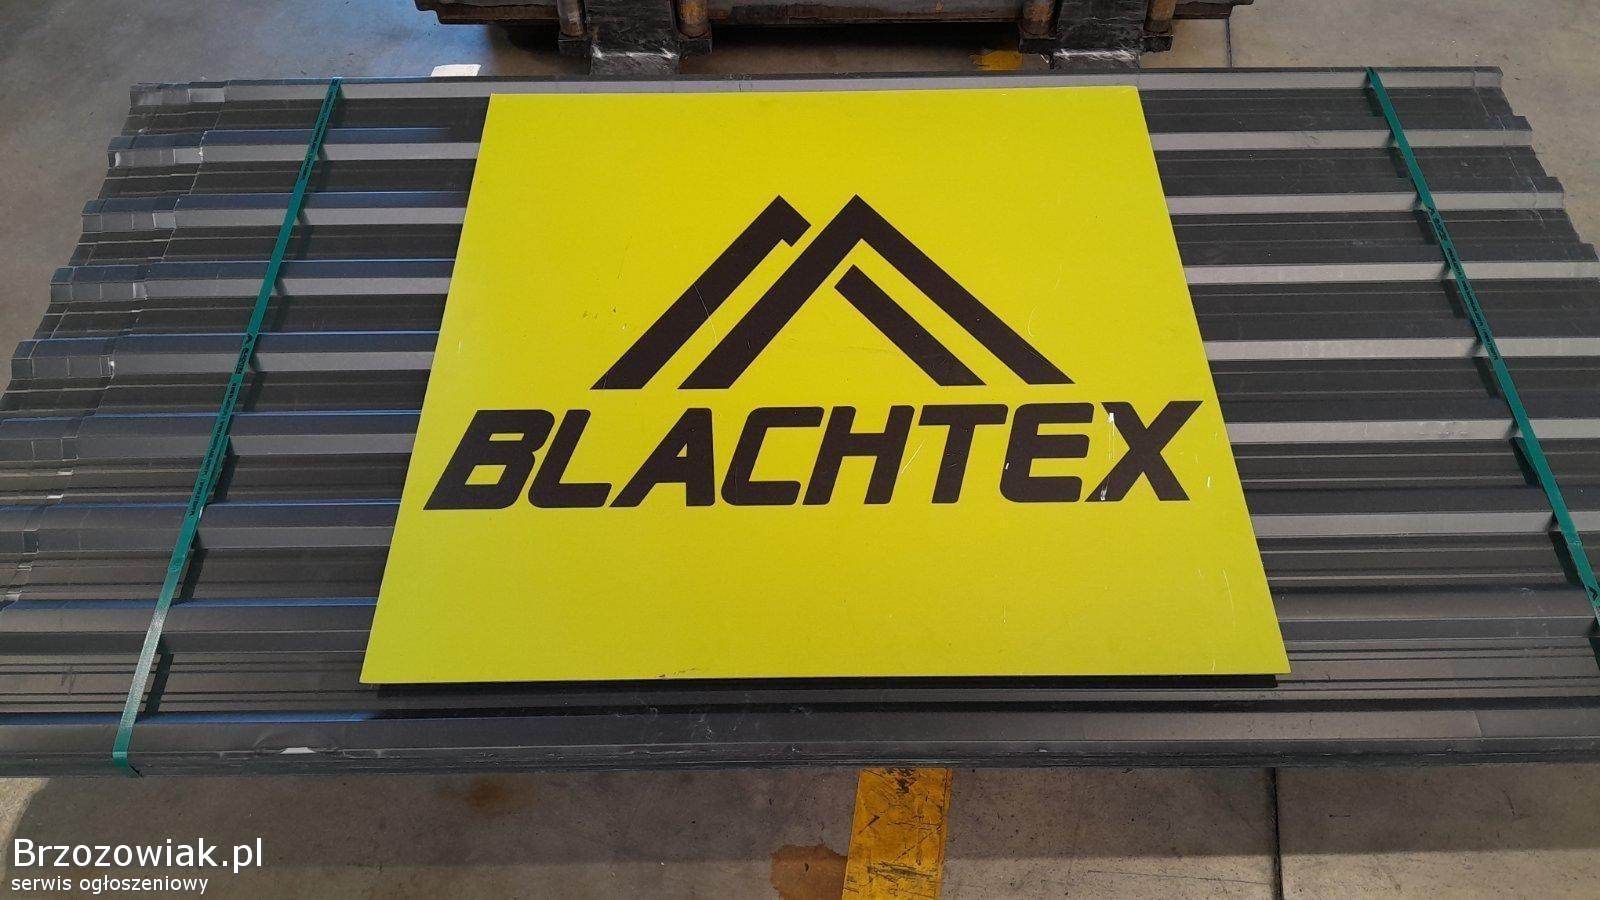 BLACHTEX
Brzozowiak.pl
serwis ogłoszeniowy